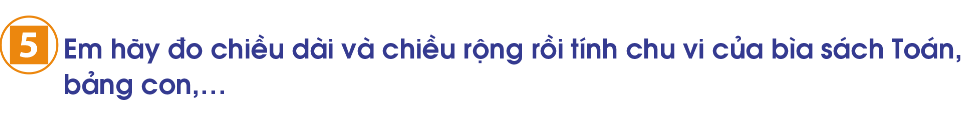 5 Em hãy đo chiều dài và chiều rộng rồi tính chu vi của bìa sách Toán,
bảng con,...